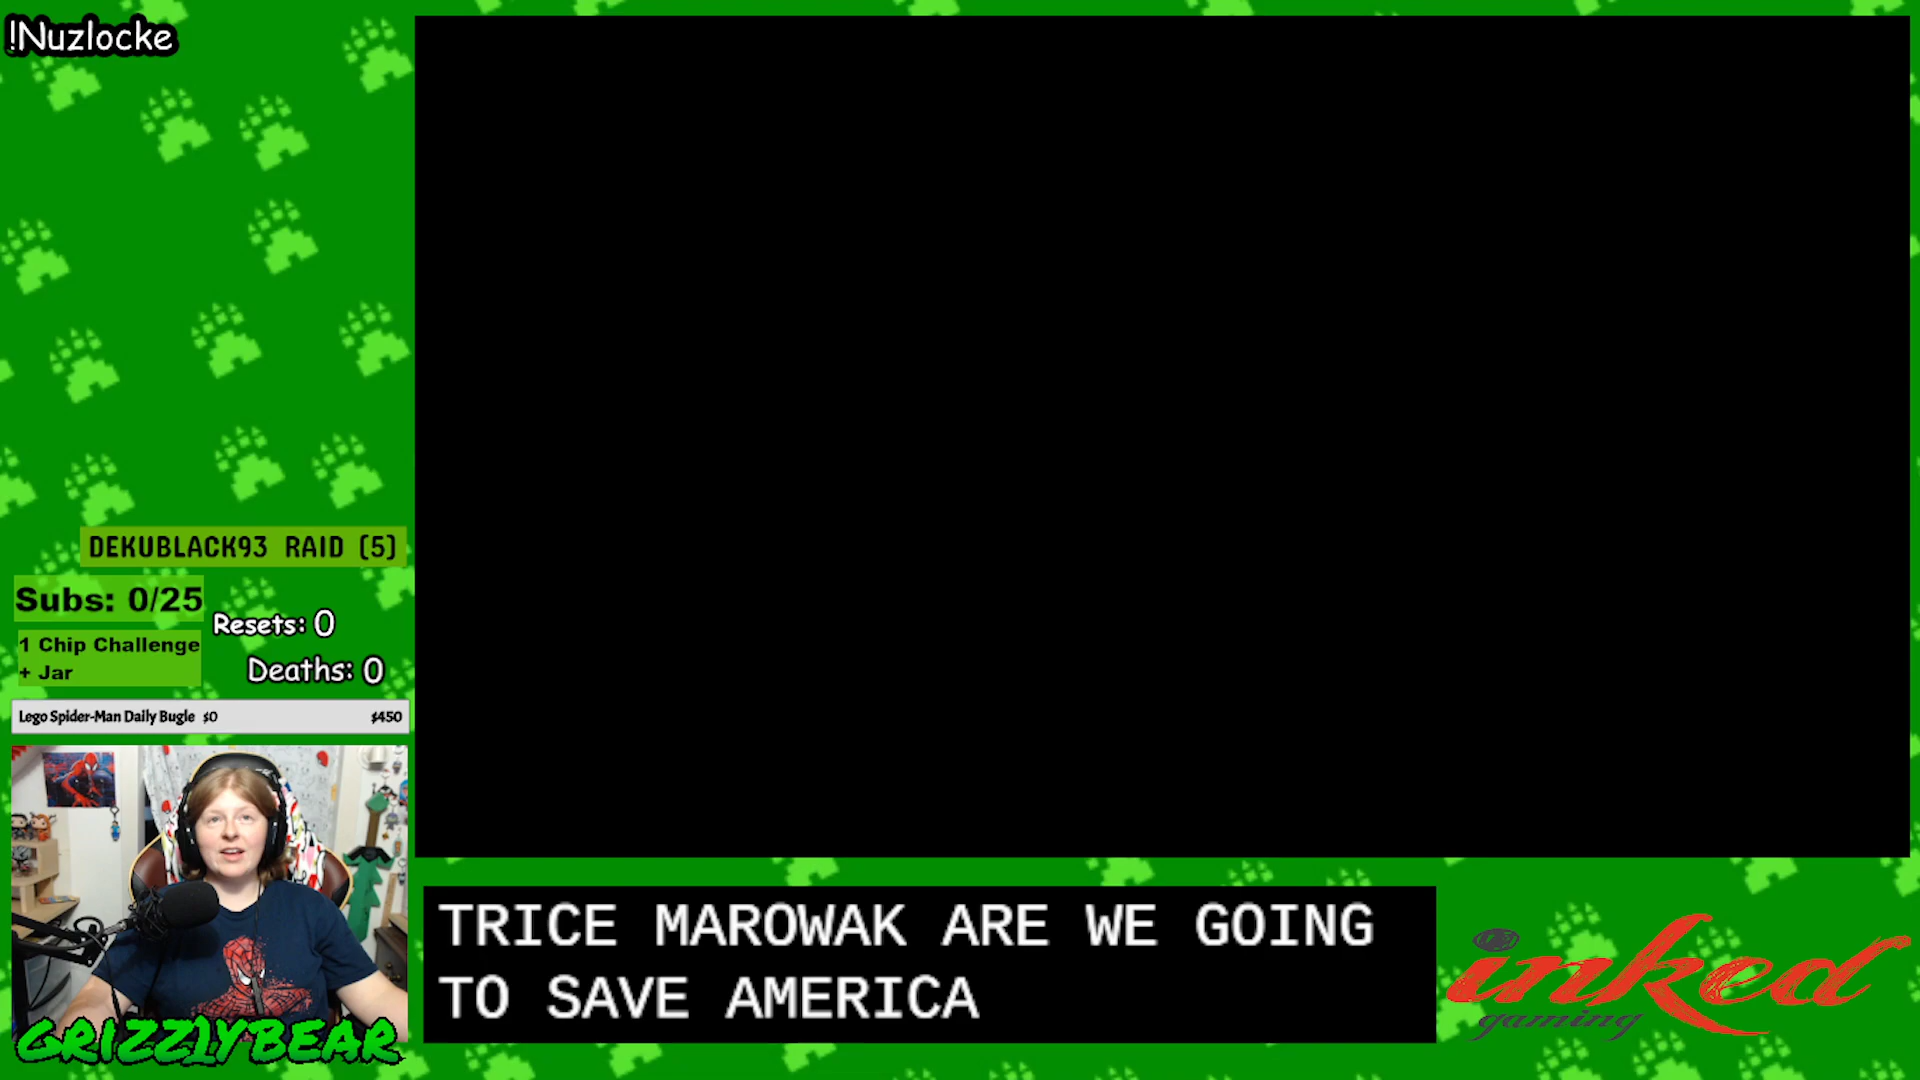 !Nuzlocke
DEKUBLACK93 RAID (5)
Subs: 0/25
Resets: 0
1 Chip Challenge
+ Jar
Deaths: 0
Lego Spider-Man Daily Bugle $0 $450
GRIZZ1YBEAR
TRICE MAROWAK ARE WE GOING
TO SAVE AMERICA
inked
gaming